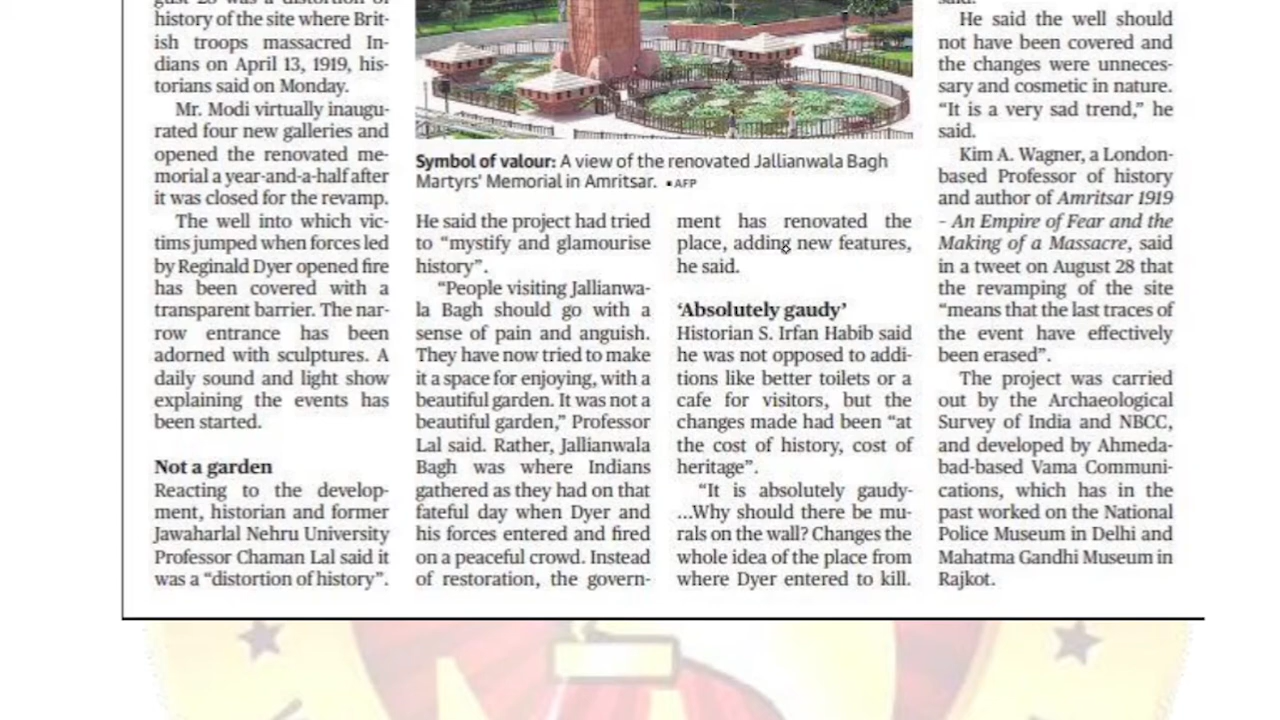 gust 28 was a distortion of
history of the site where Brit-
ish troops massacred In-
dians on April 13, 1919, his-
torians said on Monday.
Mr. Modi virtually inaugu-
rated four new galleries and
opened the renovated me-
morial a year-and-a-half after
it was closed for the revamp.
The well into which vic-
tims jumped when forces led
by Reginald Dyer opened fire
has been covered with a
transparent barrier. The nar-
row entrance has been
adorned with sculptures. A
daily sound and light show
explaining the events has
been started.
Not a garden
Reacting to the develop-
ment, historian and former
Jawaharlal Nehru University
Professor Chaman Lal said it
was a “distortion of history”.
Symbol of valour: A view of the renovated Jallianwala Bagh
Martyrs' Memorial in Amritsar. ▪ AFP
He said the project had tried
to “mystify and glamourise
history”.
“People visiting Jallianwa-
la Bagh should go with a
sense of pain and anguish.
They have now tried to make
it a space for enjoying, with a
beautiful garden. It was not a
beautiful garden,” Professor
Lal said. Rather, Jallianwala
Bagh was where Indians
gathered as they had on that
fateful day when Dyer and
his forces entered and fired
on a peaceful crowd. Instead
of restoration, the govern-
ment has renovated the
place, adding new features,
he said.
‘Absolutely gaudy’
Historian S. Irfan Habib said
he was not opposed to addi-
tions like better toilets or a
cafe for visitors, but the
changes made had been “at
the cost of history, cost of
heritage”.
“It is absolutely gaudy-
...Why should there be mu-
rals on the wall? Changes the
whole idea of the place from
where Dyer entered to kill.
said.
He said the well should
not have been covered and
the changes were unneces-
sary and cosmetic in nature.
“It is a very sad trend,” he
said.
Kim A. Wagner, a London-
based Professor of history
and author of Amritsar 1919
- An Empire of Fear and the
Making of a Massacre, said
in a tweet on August 28 that
the revamping of the site
“means that the last traces of
the event have effectively
been erased”.
The project was carried
out by the Archaeological
Survey of India and NBCC,
and developed by Ahmeda-
bad-based Vama Communi-
cations, which has in the
past worked on the National
Police Museum in Delhi and
Mahatma Gandhi Museum in
Rajkot.